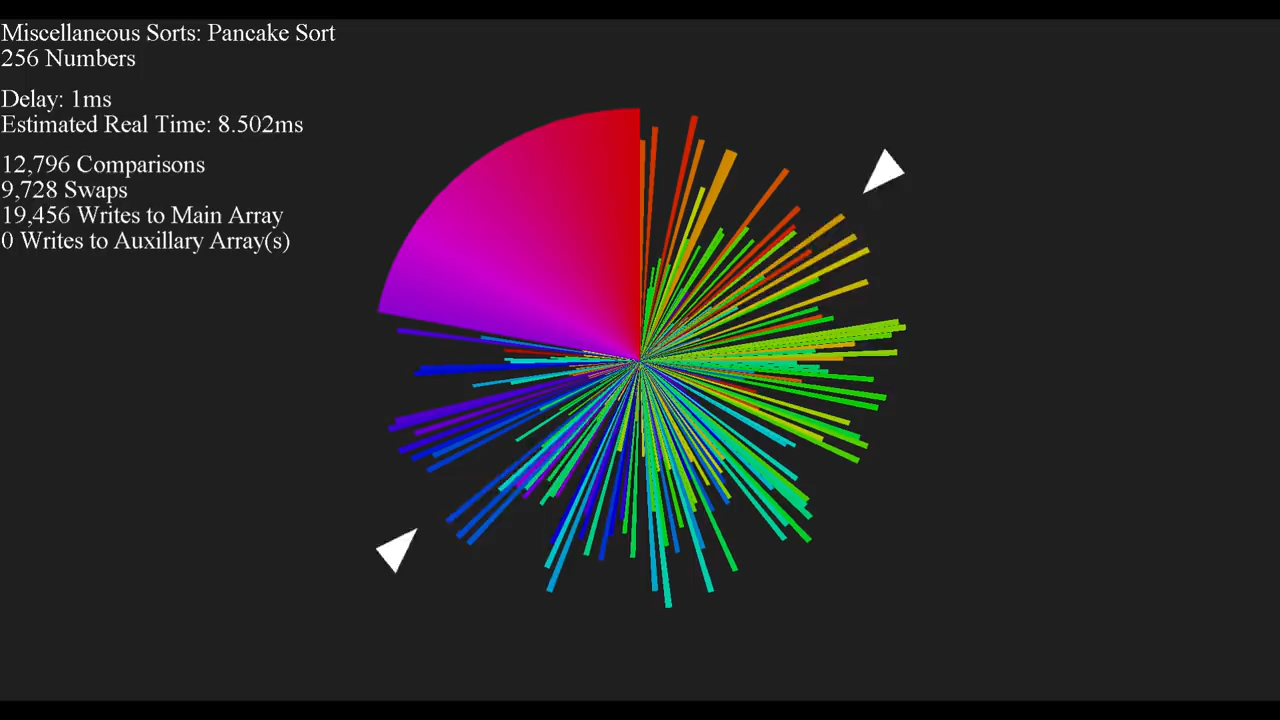 Miscellaneous Sorts: Pancake Sort
256 Numbers
Delay: 1ms
Estimated Real Time: 8.502ms
12,796 Comparisons
9,728 Swaps
19,456 Writes to Main Array
0 Writes to Auxillary Array(s)